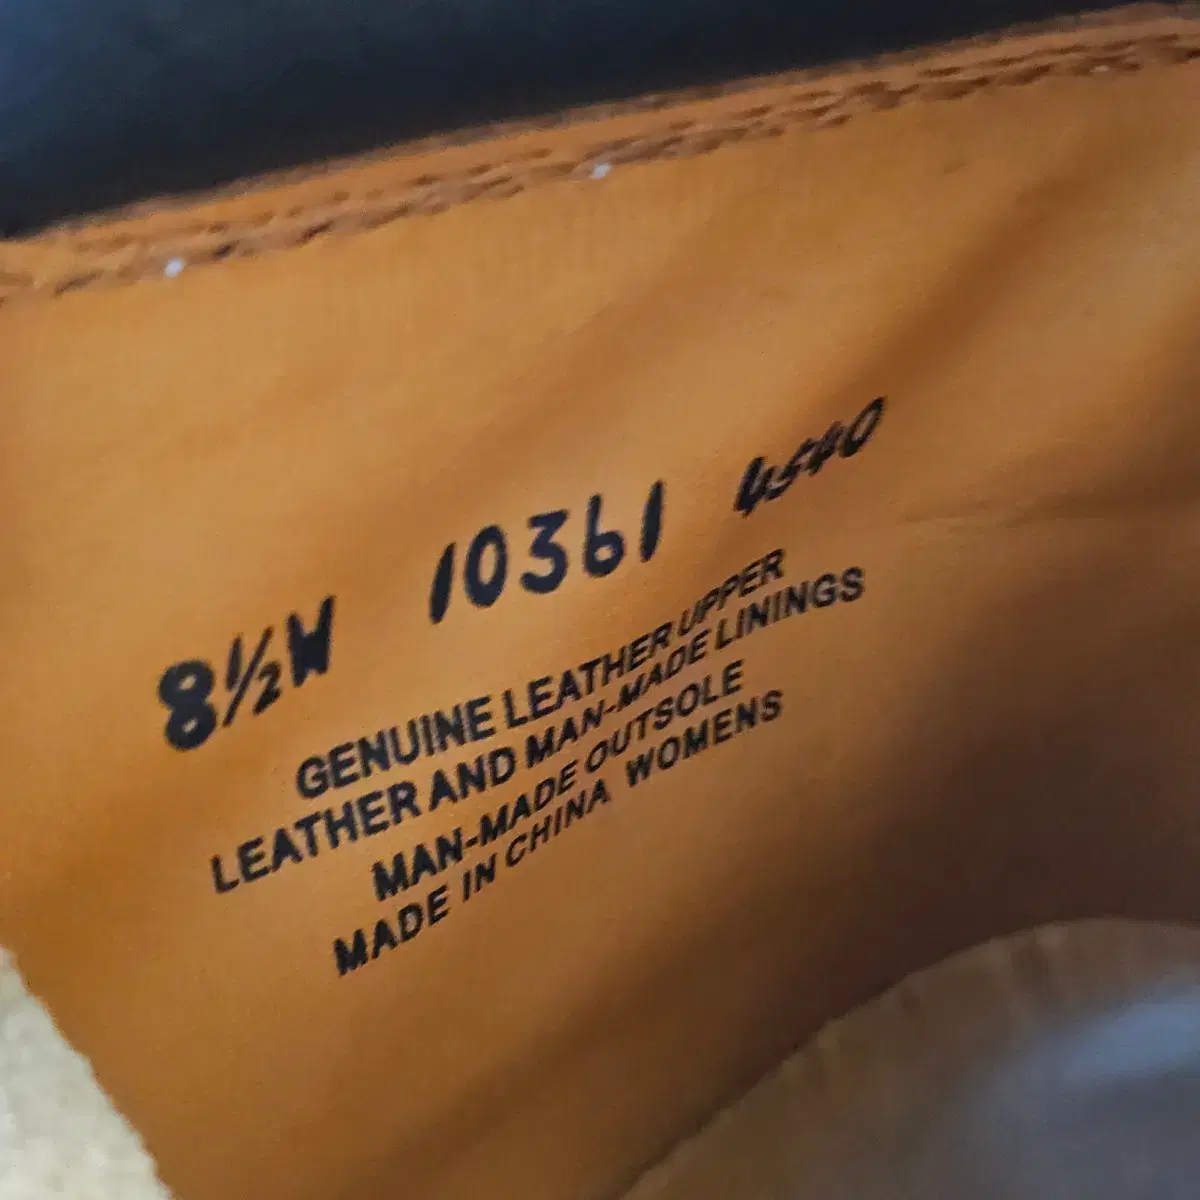 8½W 10361 4540
GENUINE LEATHER UPPER
LEATHER AND MAN-MADE LININGS
MAN-MADE OUTSOLE
MADE IN CHINA WOMENS